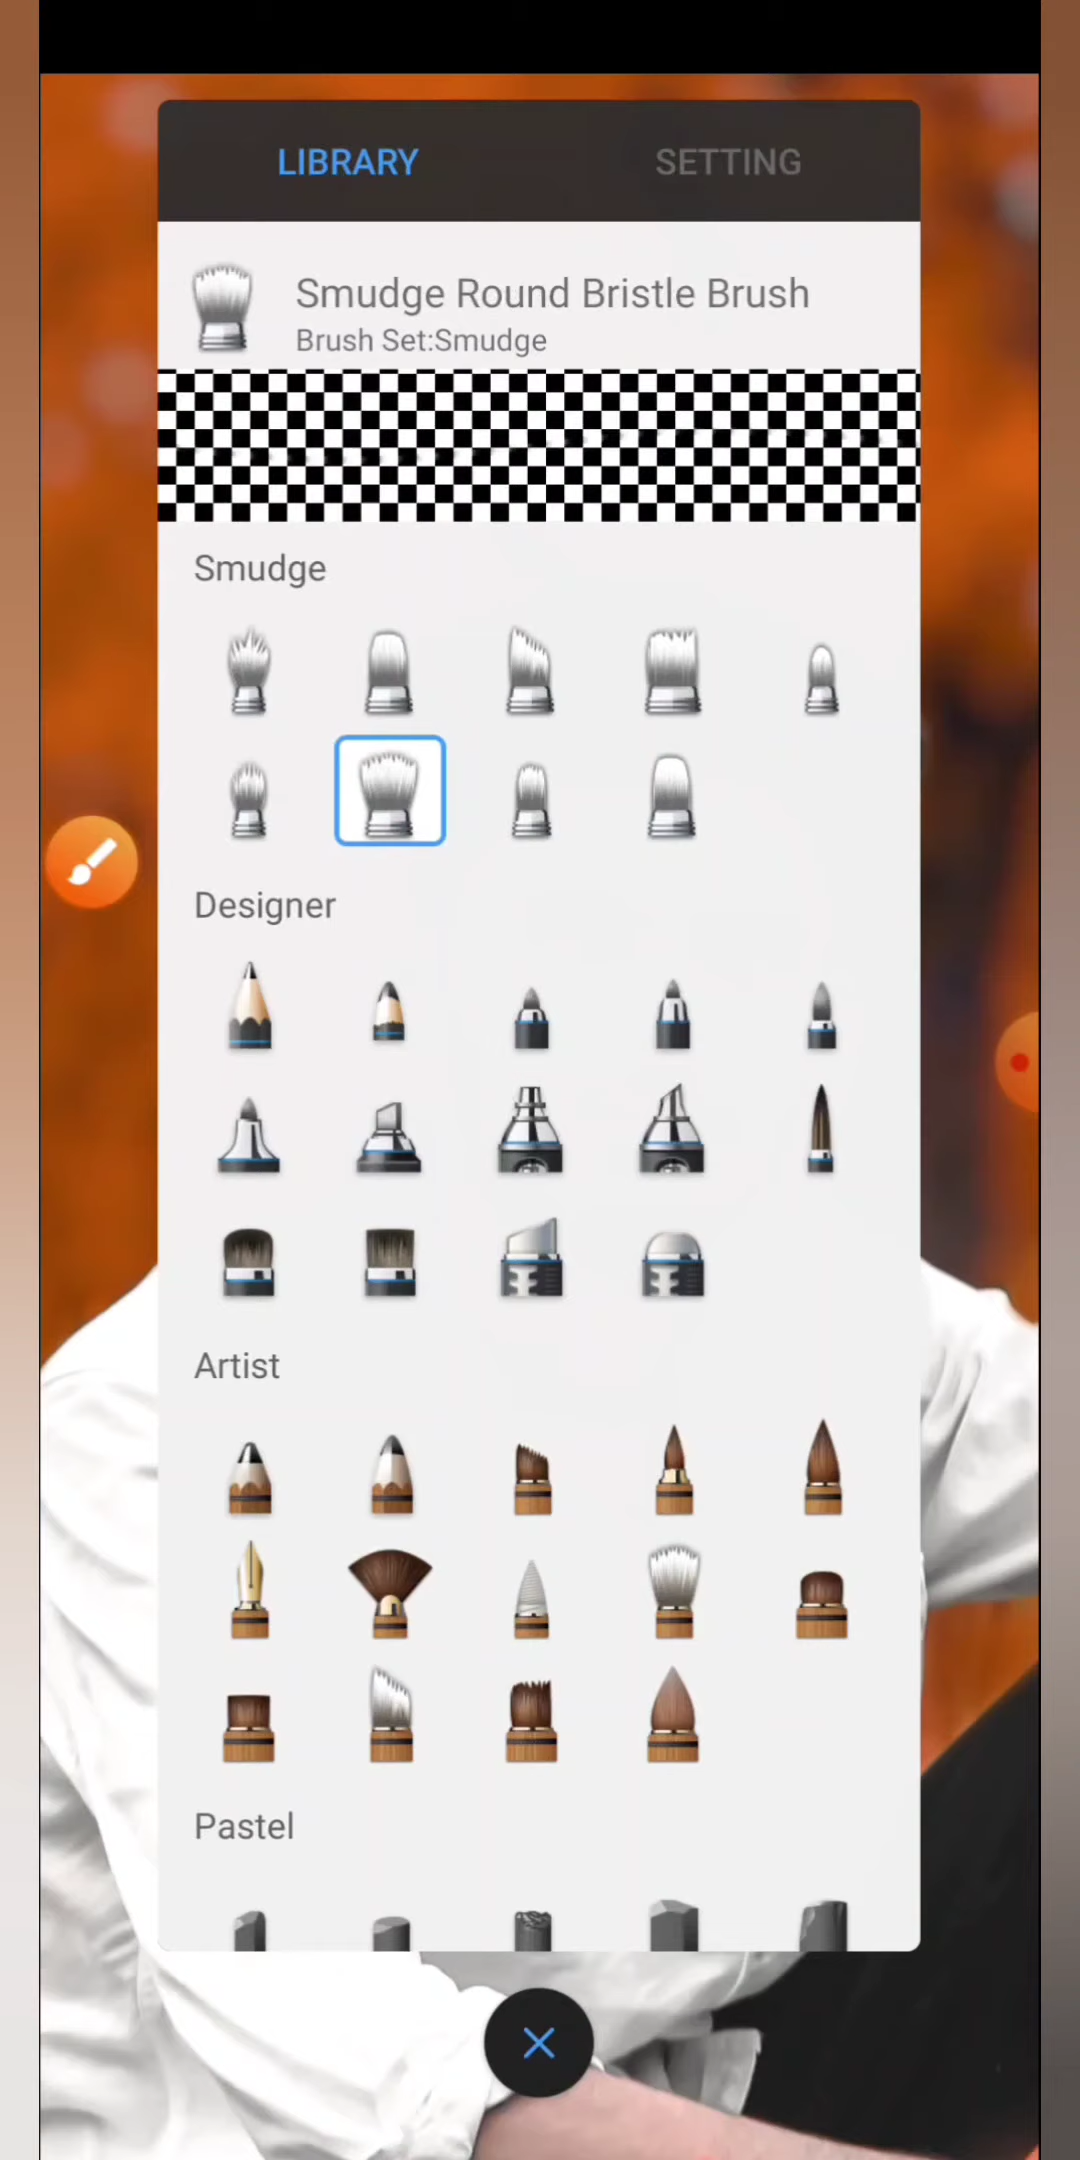 LIBRARY
SETTING
Smudge Round Bristle Brush
Brush Set:Smudge
Smudge
Designer
Artist
Pastel